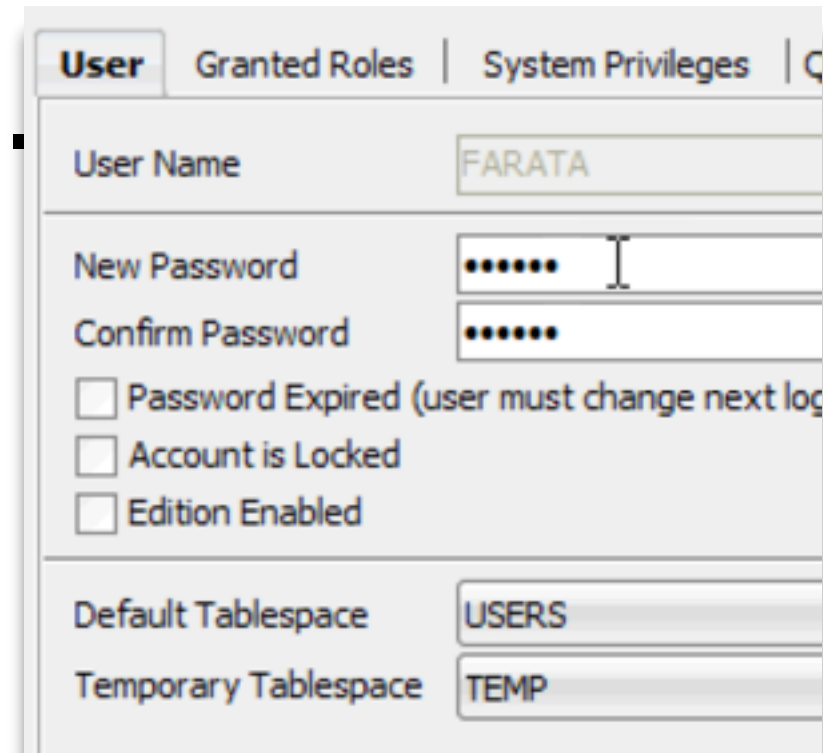 User Granted Roles | System Privileges | Q
User Name FARATA
New Password ••••••
Confirm Password ••••••
Password Expired (user must change next log
Account is Locked
Edition Enabled
Default Tablespace USERS
Temporary Tablespace TEMP